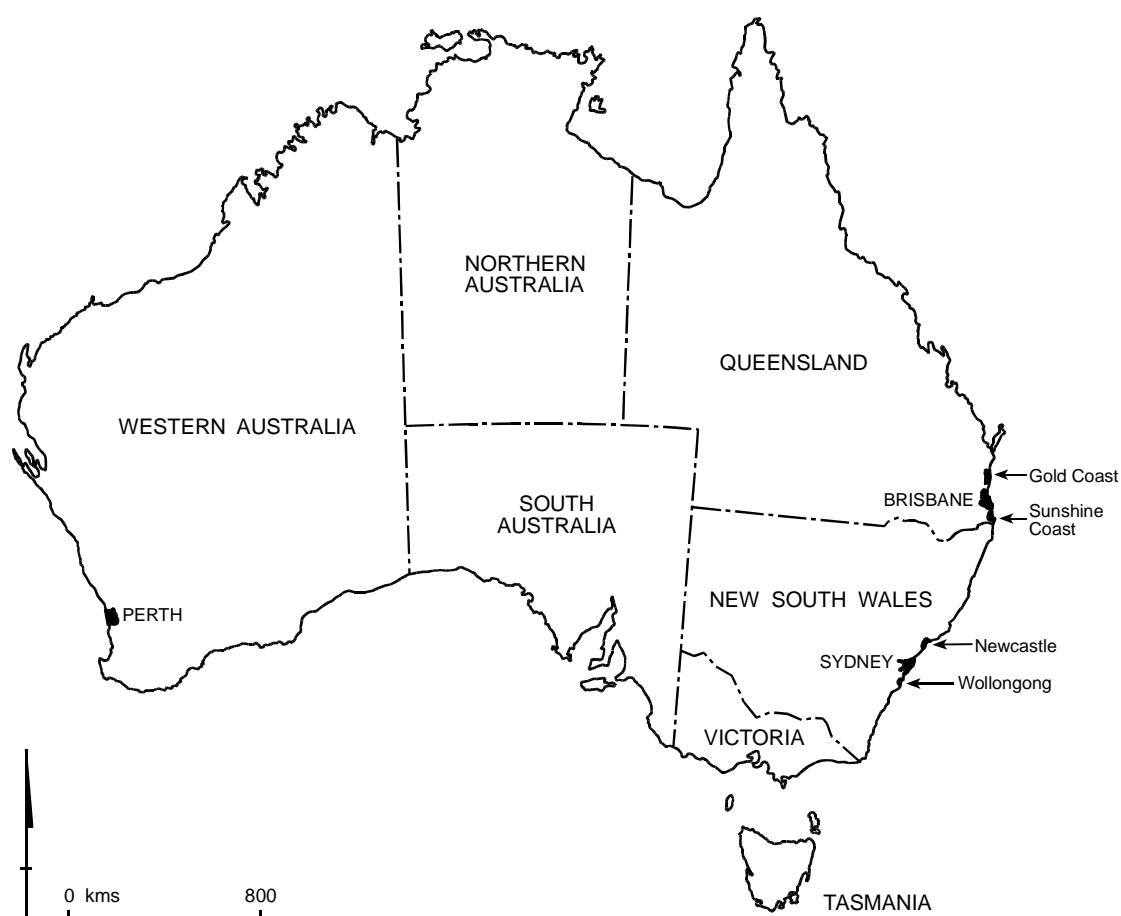 NORTHERN
AUSTRALIA
QUEENSLAND
WESTERN AUSTRALIA
Gold Coast
BRISBANE
SOUTH
AUSTRALIA
Sunshine
Coast
NEW SOUTH WALES
PERTH
Newcastle
SYDNEY
Wollongong
VICTORIA
0 kms 800
TASMANIA